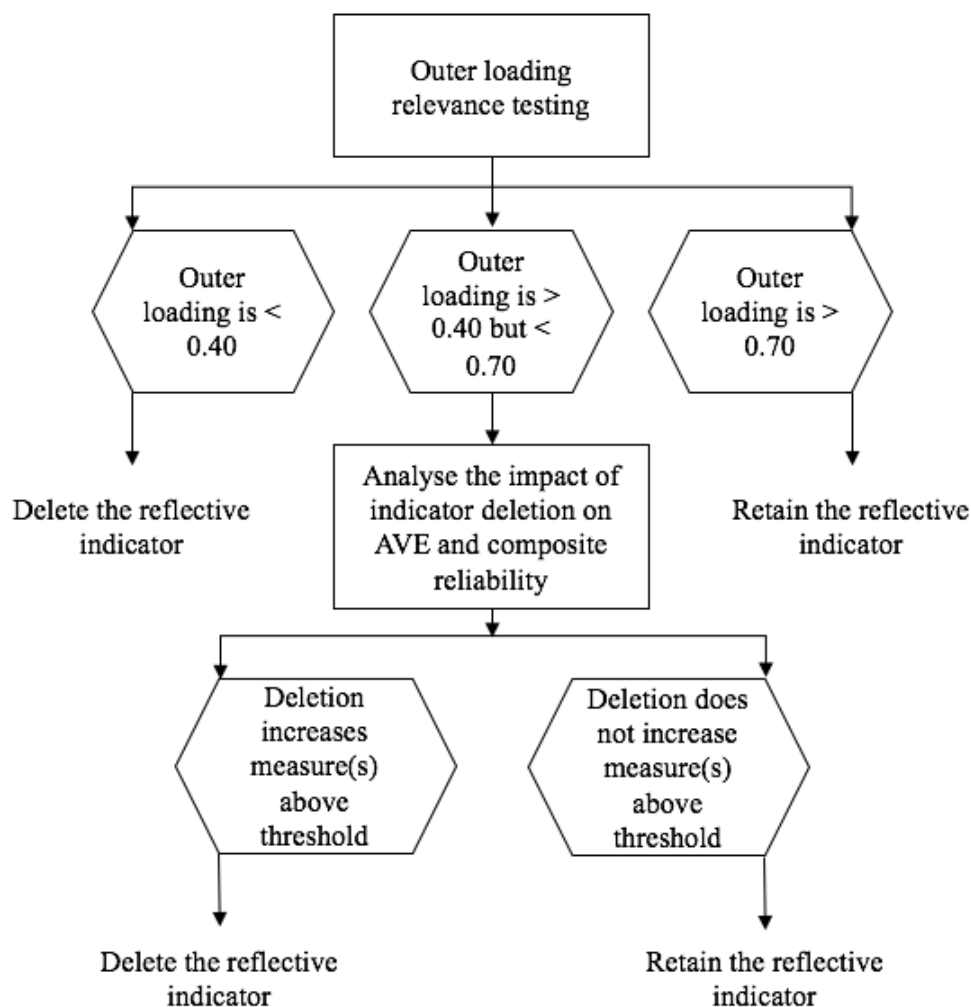 Outer loading
relevance testing
Outer
loading is <
0.40
Outer
loading is >
0.40 but <
0.70
Outer
loading is >
0.70
Delete the reflective
indicator
Analyse the impact of
indicator deletion on
AVE and composite
reliability
Retain the reflective
indicator
Deletion
increases
measure(s)
above
threshold
Deletion does
not increase
measure(s)
above
threshold
Delete the reflective
indicator
Retain the reflective
indicator